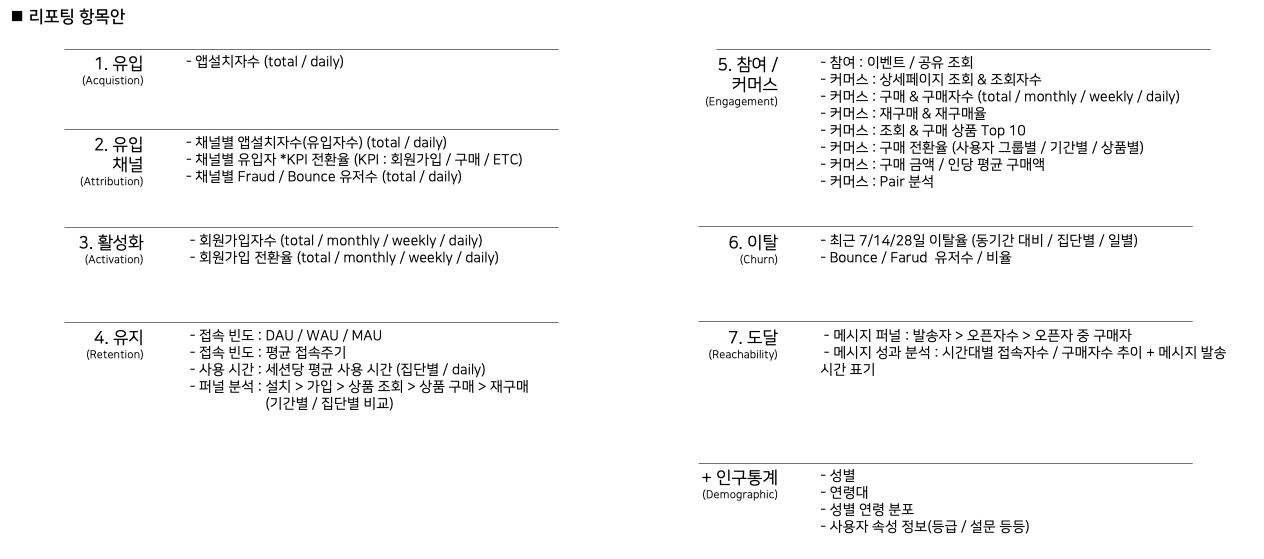 ■ 리포팅 항목안
1. 유입
(Acquistion)
- 앱설치자수 (total / daily)
2. 유입
채널
(Attribution)
- 채널별 앱설치자수(유입자수) (total / daily)
- 채널별 유입자 *KPI 전환율 (KPI : 회원가입 / 구매 / ETC)
- 채널별 Fraud / Bounce 유저수 (total / daily)
3. 활성화
(Activation)
- 회원가입자수 (total / monthly / weekly / daily)
- 회원가입 전환율 (total / monthly / weekly / daily)
4. 유지
(Retention)
- 접속 빈도 : DAU / WAU / MAU
- 접속 빈도 : 평균 접속주기
- 사용 시간 : 세션당 평균 사용 시간 (집단별 / daily)
- 퍼널 분석 : 설치 > 가입 > 상품 조회 > 상품 구매 > 재구매
(기간별 / 집단별 비교)
5. 참여 /
커머스
(Engagement)
- 참여 : 이벤트 / 공유 조회
- 커머스 : 상세페이지 조회 & 조회자수
- 커머스 : 구매 & 구매자수 (total / monthly / weekly / daily)
- 커머스 : 재구매 & 재구매율
- 커머스 : 조회 & 구매 상품 Top 10
- 커머스 : 구매 전환율 (사용자 그룹별 / 기간별 / 상품별)
- 커머스 : 구매 금액 / 인당 평균 구매액
- 커머스 : Pair 분석
6. 이탈
(Churn)
- 최근 7/14/28일 이탈율 (동기간 대비 / 집단별 / 일별)
- Bounce / Farud 유저수 / 비율
7. 도달
(Reachability)
- 메시지 퍼널 : 발송자 > 오픈자수 > 오픈자 중 구매자
- 메시지 성과 분석 : 시간대별 접속자수 / 구매자수 추이 + 메시지 발송
시간 표기
+ 인구통계
(Demographic)
- 성별
- 연령대
- 성별 연령 분포
- 사용자 속성 정보(등급 / 설문 등등)